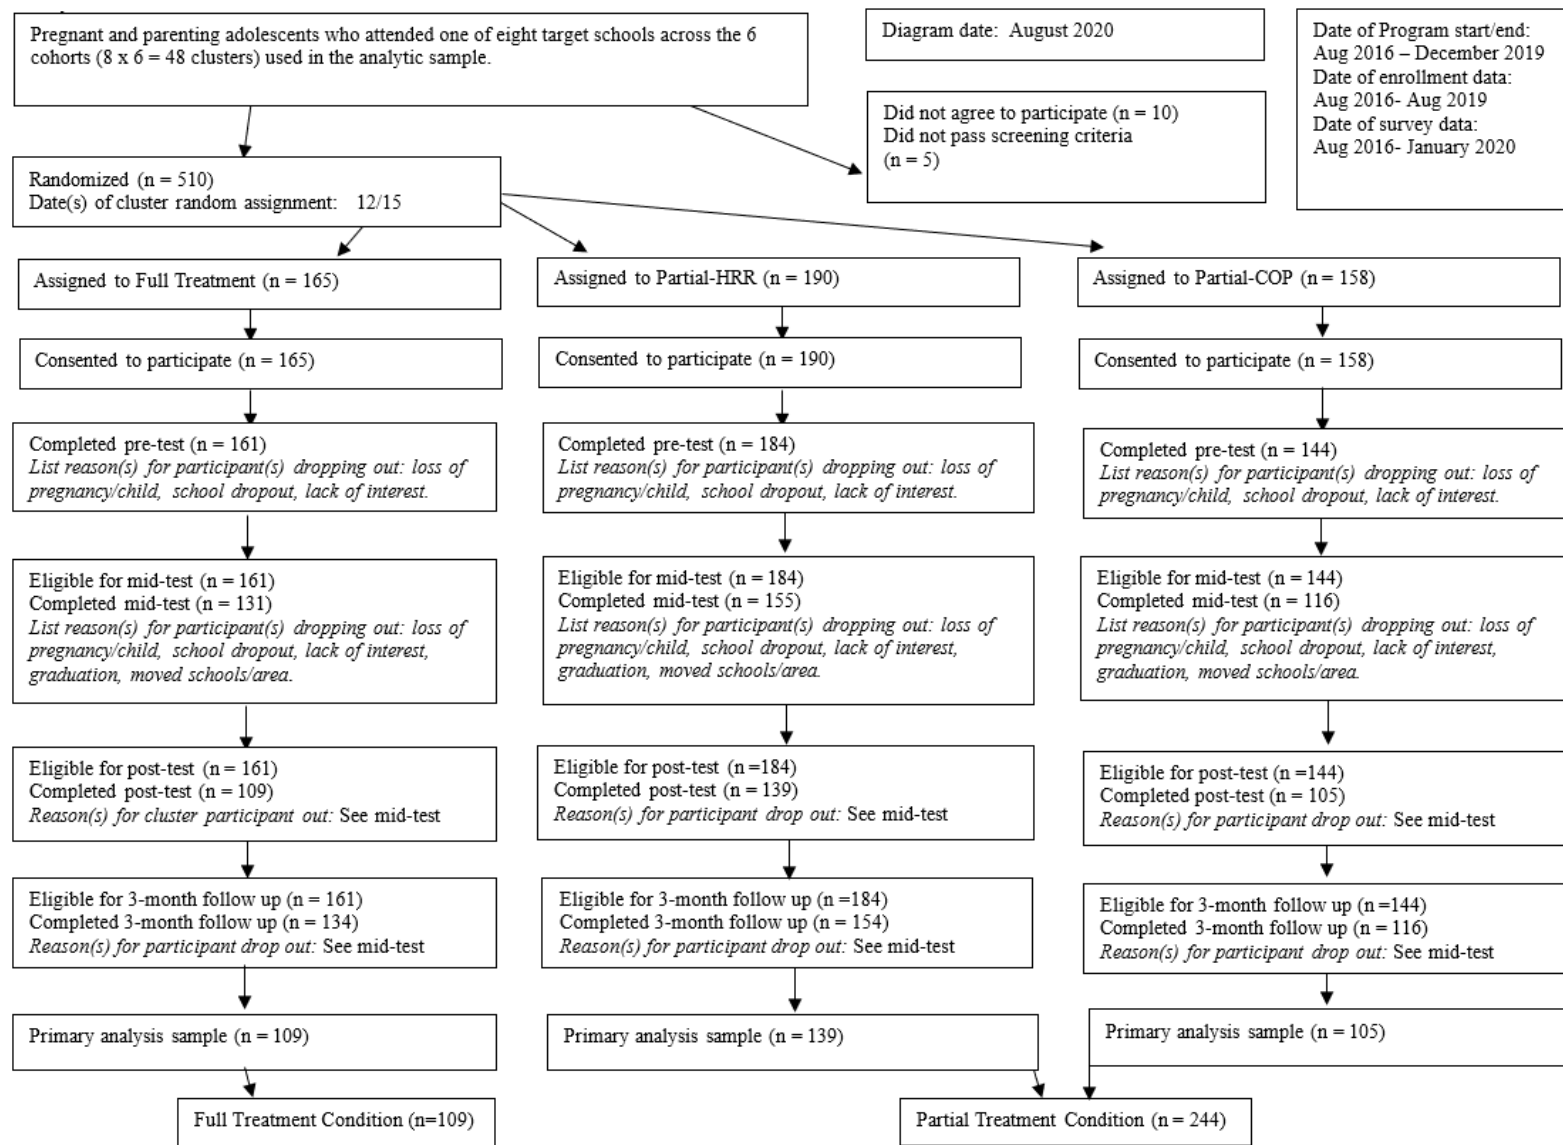 Pregnant and parenting adolescents who attended one of eight target schools across the 6
cohorts (8 x 6 = 48 clusters) used in the analytic sample.
Diagram date: August 2020
Date of Program start/end:
Aug 2016 – December 2019
Date of enrollment data:
Aug 2016- Aug 2019
Date of survey data:
Aug 2016- January 2020
Did not agree to participate (n = 10)
Did not pass screening criteria
(n = 5)
Randomized (n = 510)
Date(s) of cluster random assignment: 12/15
Assigned to Full Treatment (n = 165)
Assigned to Partial-HRR (n = 190)
Assigned to Partial-COP (n = 158)
Consented to participate (n = 165)
Consented to participate (n = 190)
Consented to participate (n = 158)
Completed pre-test (n = 161)
List reason(s) for participant(s) dropping out: loss of
pregnancy/child, school dropout, lack of interest.
Completed pre-test (n = 184)
List reason(s) for participant(s) dropping out: loss of
pregnancy/child, school dropout, lack of interest.
Completed pre-test (n = 144)
List reason(s) for participant(s) dropping out: loss of
pregnancy/child, school dropout, lack of interest.
Eligible for mid-test (n = 161)
Completed mid-test (n = 131)
List reason(s) for participant(s) dropping out: loss of
pregnancy/child, school dropout, lack of interest,
graduation, moved schools/area.
Eligible for mid-test (n = 184)
Completed mid-test (n = 155)
List reason(s) for participant(s) dropping out: loss of
pregnancy/child, school dropout, lack of interest,
graduation, moved schools/area.
Eligible for mid-test (n = 144)
Completed mid-test (n = 116)
List reason(s) for participant(s) dropping out: loss of
pregnancy/child, school dropout, lack of interest,
graduation, moved schools/area.
Eligible for post-test (n = 161)
Completed post-test (n = 109)
Reason(s) for cluster participant out: See mid-test
Eligible for post-test (n =184)
Completed post-test (n = 139)
Reason(s) for participant drop out: See mid-test
Eligible for post-test (n =144)
Completed post-test (n = 105)
Reason(s) for participant drop out: See mid-test
Eligible for 3-month follow up (n = 161)
Completed 3-month follow up (n = 134)
Reason(s) for participant drop out: See mid-test
Eligible for 3-month follow up (n =184)
Completed 3-month follow up (n = 154)
Reason(s) for participant drop out: See mid-test
Eligible for 3-month follow up (n =144)
Completed 3-month follow up (n = 116)
Reason(s) for participant drop out: See mid-test
Primary analysis sample (n = 109)
Primary analysis sample (n = 139)
Primary analysis sample (n = 105)
Full Treatment Condition (n=109)
Partial Treatment Condition (n = 244)